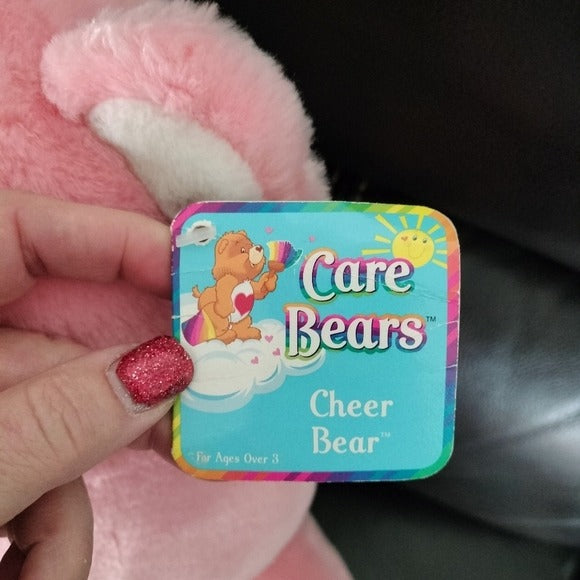 Care
Bears™
Cheer
Bear™
For Ages Over 3